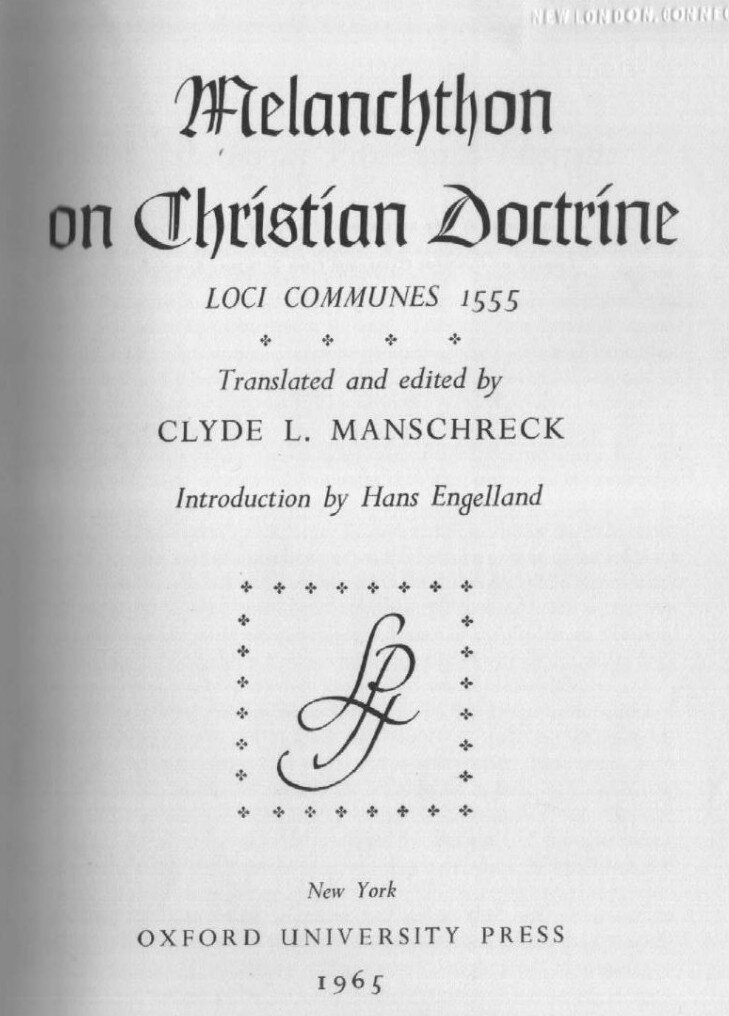 NEW LONDON, CONNEC
Melanchthon
on Christian Doctrine
LOCI COMMUNES 1555
Translated and edited by
CLYDE L. MANSCHRECK
Introduction by Hans Engelland
New York
OXFORD UNIVERSITY PRESS
1965